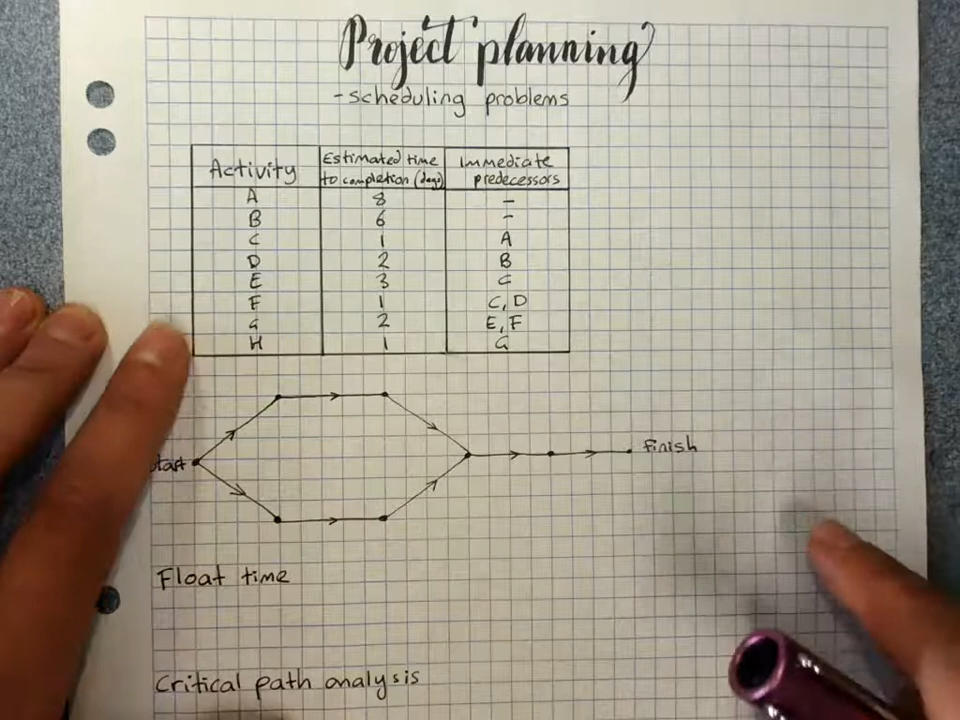 Project planning
-scheduling problems
Activity Estimated time to completion (days) Immediate predecessors
A 8 -
B 6 -
C 1 A
D 2 B
E 3 C
F 1 C, D
G 2 E, F
H 1 G
Start
Finish
Float time
Critical path analysis